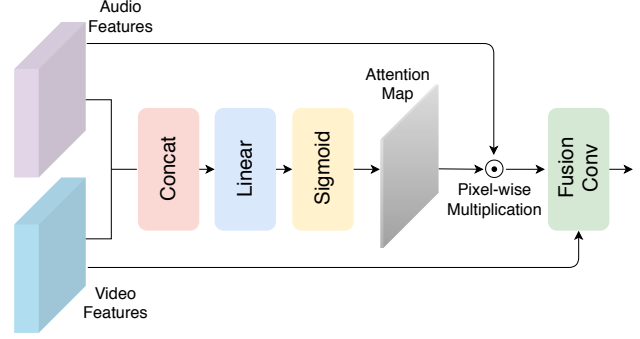 Audio
Features
Attention
Map
Concat
Linear
Sigmoid
Pixel-wise
Multiplication
Fusion
Conv
Video
Features